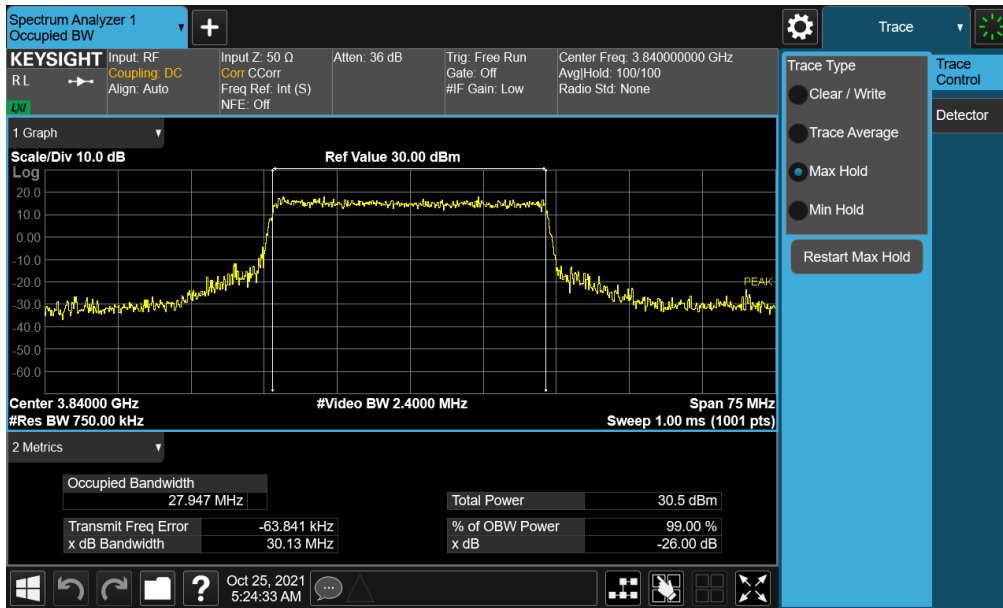 Spectrum Analyzer 1
Occupied BW
+
Trace
KEYSIGHT
R L
LXI
Input: RF
Coupling: DC
Align: Auto
Input Z: 50 Ω
Corr CCorr
Freq Ref: Int (S)
NFE: Off
Atten: 36 dB
Trig: Free Run
Gate: Off
#IF Gain: Low
Center Freq: 3.840000000 GHz
Avg|Hold: 100/100
Radio Std: None
Trace Type
Clear / Write
Trace Average
Max Hold
Min Hold
Restart Max Hold
Trace
Control
Detector
1 Graph
Scale/Div 10.0 dB
Ref Value 30.00 dBm
Log
20.0
10.0
0.00
-10.0
-20.0
-30.0
-40.0
-50.0
-60.0
PEAK
Center 3.84000 GHz
#Video BW 2.4000 MHz
Span 75 MHz
#Res BW 750.00 kHz
Sweep 1.00 ms (1001 pts)
2 Metrics
Occupied Bandwidth
27.947 MHz
Total Power 30.5 dBm
Transmit Freq Error -63.841 kHz
% of OBW Power 99.00 %
x dB Bandwidth 30.13 MHz
x dB -26.00 dB
?
Oct 25, 2021
5:24:33 AM